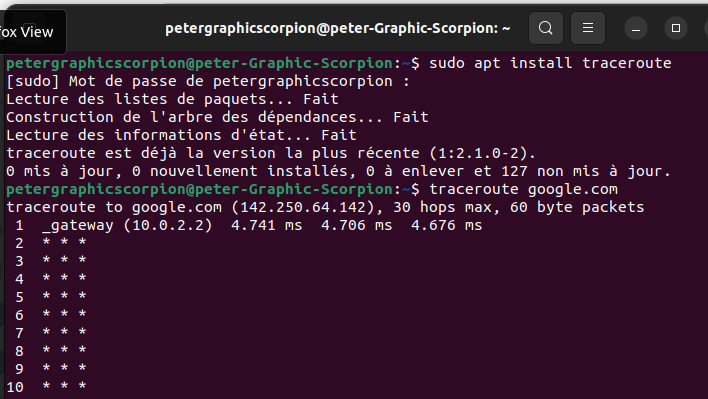 fox View
petergraphicscorpion@peter-Graphic-Scorpion: ~
petergraphicscorpion@peter-Graphic-Scorpion:~$ sudo apt install traceroute
[sudo] Mot de passe de petergraphicscorpion :
Lecture des listes de paquets... Fait
Construction de l'arbre des dépendances... Fait
Lecture des informations d'état... Fait
traceroute est déjà la version la plus récente (1:2.1.0-2).
0 mis à jour, 0 nouvellement installés, 0 à enlever et 127 non mis à jour.
petergraphicscorpion@peter-Graphic-Scorpion:~$ traceroute google.com
traceroute to google.com (142.250.64.142), 30 hops max, 60 byte packets
 1  _gateway (10.0.2.2)  4.741 ms  4.706 ms  4.676 ms
 2  * * *
 3  * * *
 4  * * *
 5  * * *
 6  * * *
 7  * * *
 8  * * *
 9  * * *
10  * * *